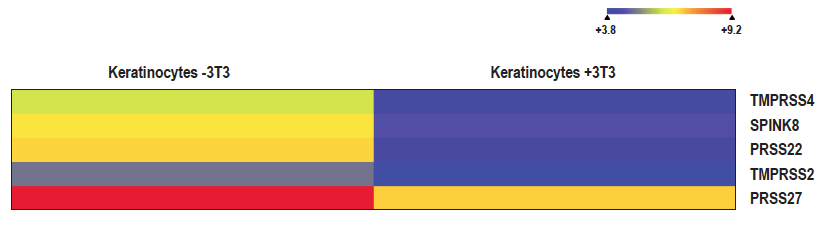 +3.8 +9.2
Keratinocytes -3T3 Keratinocytes +3T3
TMPRSS4
SPINK8
PRSS22
TMPRSS2
PRSS27